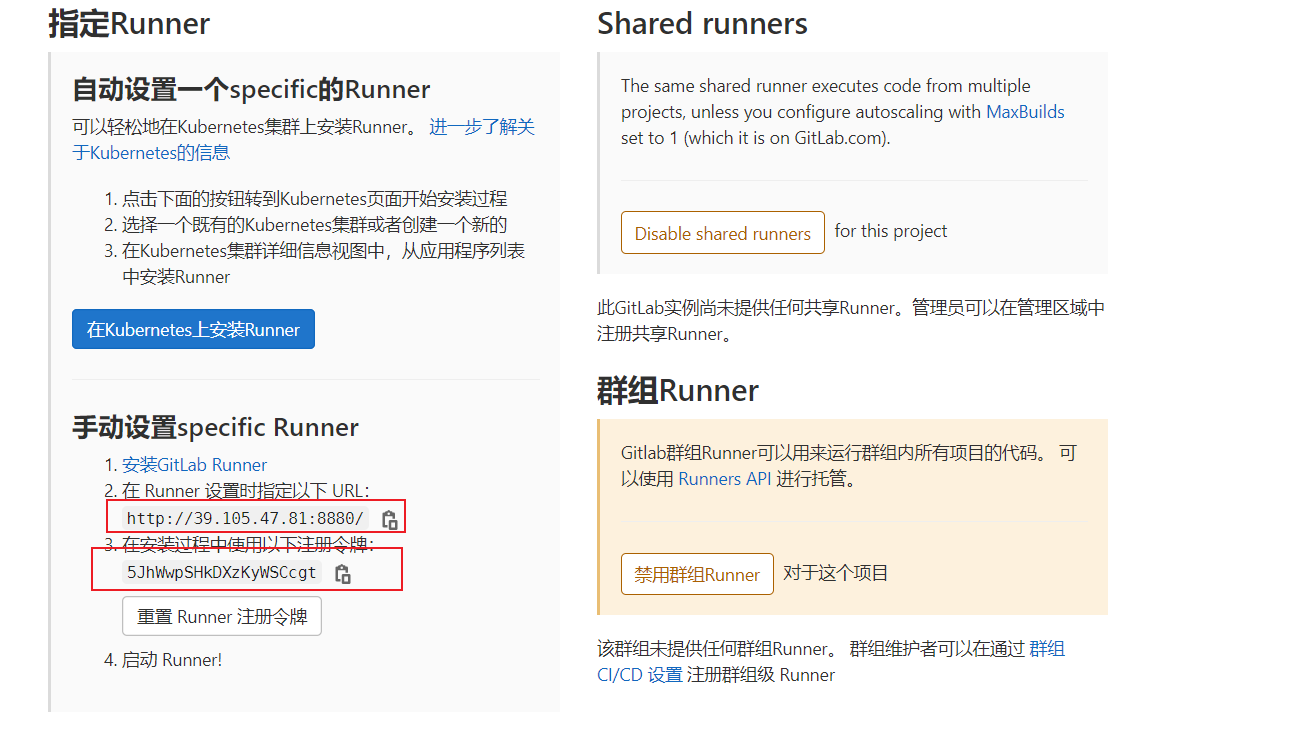 指定Runner
自动设置一个specific的Runner
可以轻松地在Kubernetes集群上安装Runner。 进一步了解关
于Kubernetes的信息
1. 点击下面的按钮转到Kubernetes页面开始安装过程
2. 选择一个既有的Kubernetes集群或者创建一个新的
3. 在Kubernetes集群详细信息视图中，从应用程序列表
中安装Runner
在Kubernetes上安装Runner
手动设置specific Runner
1. 安装GitLab Runner
2. 在 Runner 设置时指定以下 URL:
http://39.105.47.81:8880/
3. 在安装过程中使用以下注册令牌:
5JhWwpSHkDXzKyWSCcgt
重置 Runner 注册令牌
4. 启动 Runner!
Shared runners
The same shared runner executes code from multiple
projects, unless you configure autoscaling with MaxBuilds
set to 1 (which it is on GitLab.com).
Disable shared runners for this project
此GitLab实例尚未提供任何共享Runner。管理员可以在管理区域中
注册共享Runner。
群组Runner
Gitlab群组Runner可以用来运行群组内所有项目的代码。 可
以使用 Runners API 进行托管。
禁用群组Runner 对于这个项目
该群组未提供任何群组Runner。 群组维护者可以在通过 群组
CI/CD 设置 注册群组级 Runner